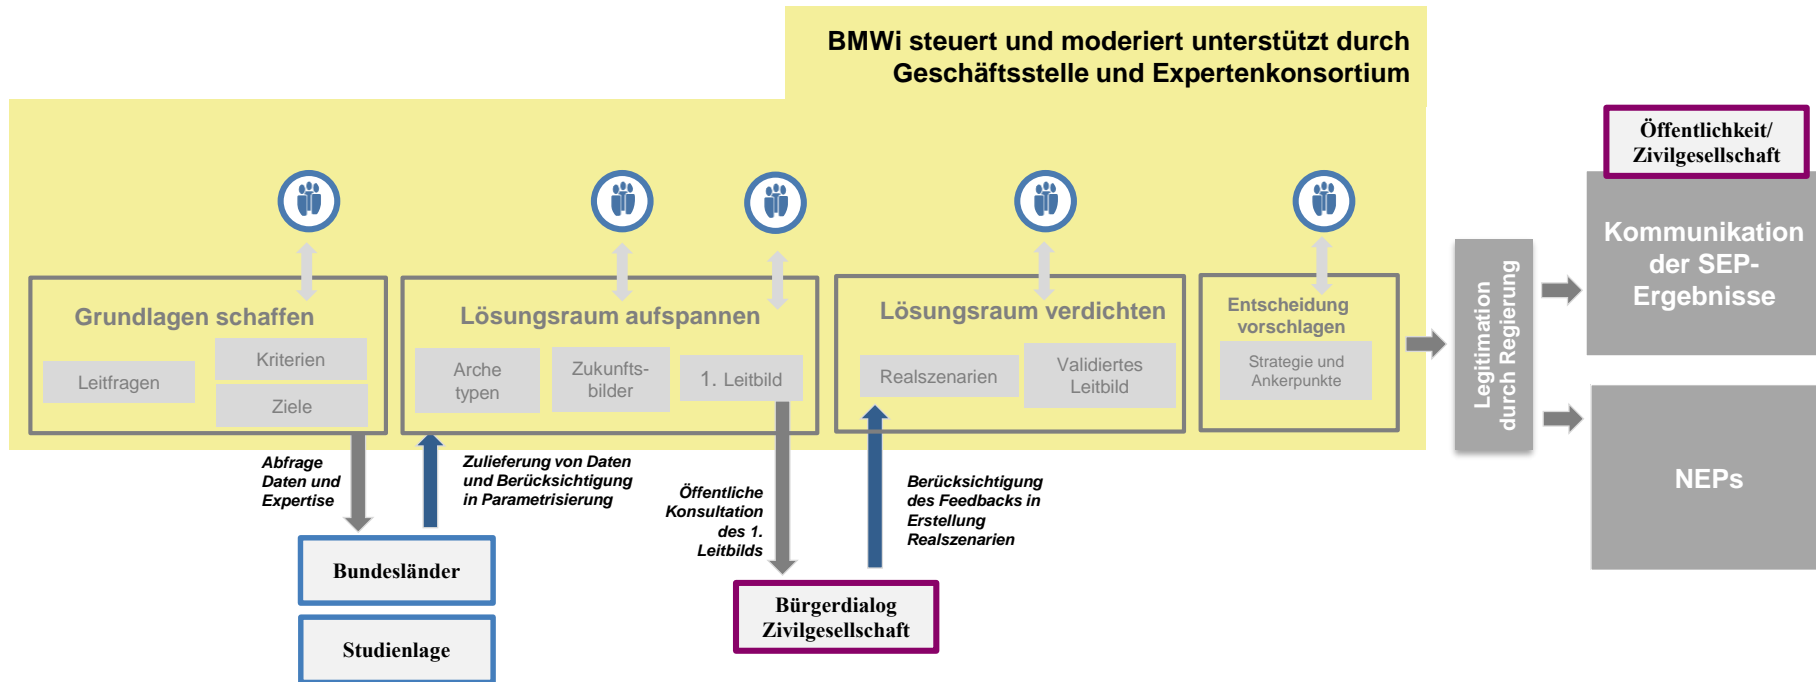 BMWi steuert und moderiert unterstützt durch
Geschäftsstelle und Expertenkonsortium
Öffentlichkeit/
Zivilgesellschaft
Kommunikation
der SEP-
Ergebnisse
Grundlagen schaffen
Leitfragen
Kriterien
Ziele
Lösungsraum aufspannen
Arche
typen
Zukunfts-
bilder
1. Leitbild
Lösungsraum verdichten
Realszenarien
Validiertes
Leitbild
Entscheidung
vorschlagen
Strategie und
Ankerpunkte
Legitimation
durch Regierung
NEPs
Abfrage
Daten und
Expertise
Zulieferung von Daten
und Berücksichtigung
in Parametrisierung
Öffentliche
Konsultation
des 1.
Leitbilds
Berücksichtigung
des Feedbacks in
Erstellung
Realszenarien
Bundesländer
Studienlage
Bürgerdialog
Zivilgesellschaft